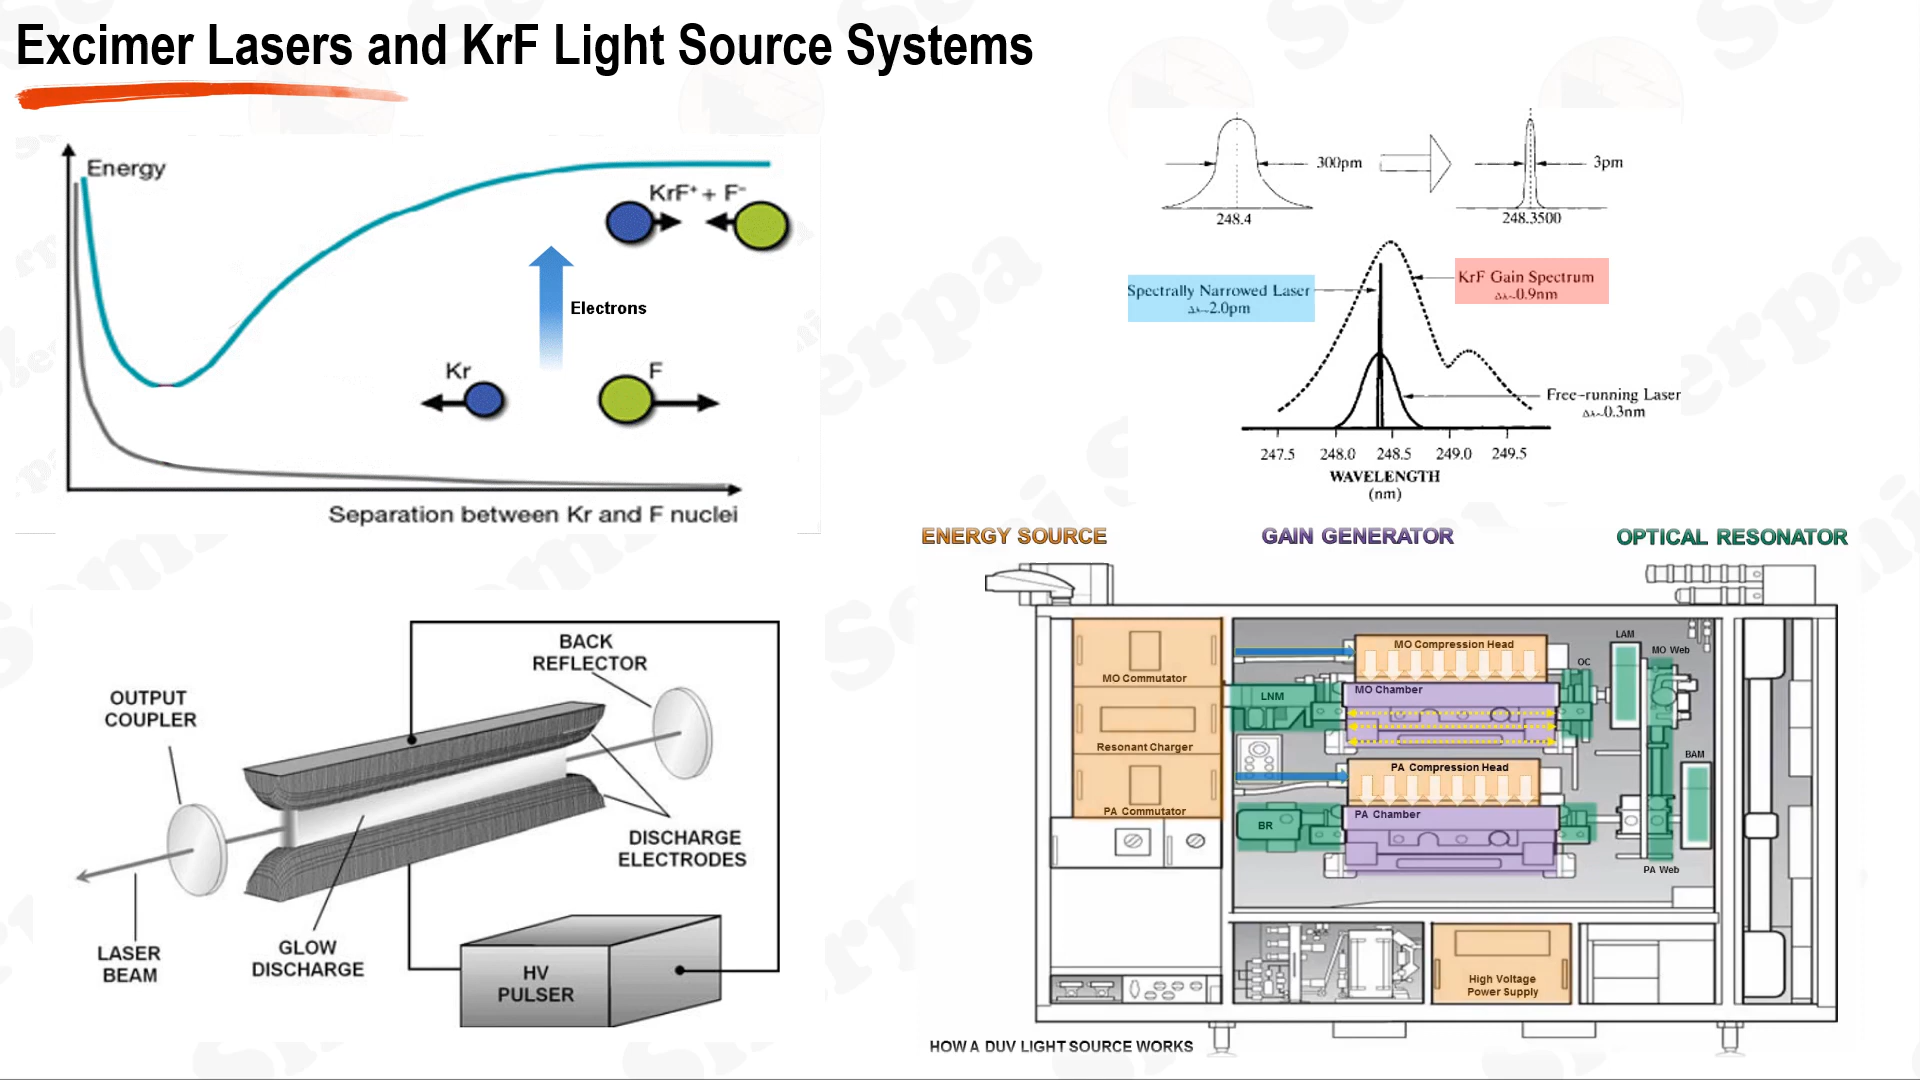 Excimer Lasers and KrF Light Source Systems
Energy
KrF⁺ + F⁻
Electrons
Kr
F
Separation between Kr and F nuclei
300pm
3pm
248.4
248.3500
Spectrally Narrowed Laser
Δλ~2.0pm
KrF Gain Spectrum
Δλ~0.9nm
Free-running Laser
Δλ~0.3nm
247.5 248.0 248.5 249.0 249.5
WAVELENGTH
(nm)
OUTPUT
COUPLER
BACK
REFLECTOR
DISCHARGE
ELECTRODES
LASER
BEAM
GLOW
DISCHARGE
HV
PULSER
ENERGY SOURCE
GAIN GENERATOR
OPTICAL RESONATOR
MO Commutator
Resonant Charger
PA Commutator
MO Compression Head
MO Chamber
LNM
OC
LAM
MO Web
PA Compression Head
PA Chamber
BR
BAM
PA Web
High Voltage
Power Supply
HOW A DUV LIGHT SOURCE WORKS